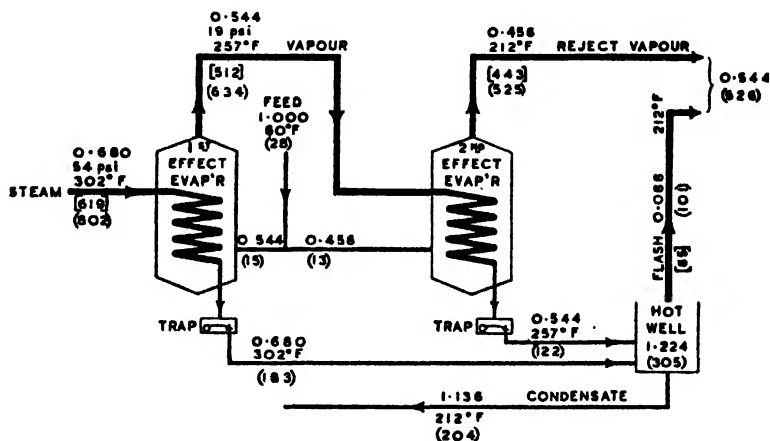 0.544
19 psi
257°F VAPOUR
[512]
(634)
0.456
212°F REJECT VAPOUR
[443]
(525)
0.544
(626)
FEED
1.000
60°F
(28)
212°F
0.680
54 psi
302°F
STEAM
[619]
(802)
1ST
EFFECT
EVAP'R
2ND
EFFECT
EVAP'R
0.544
(15)
0.456
(13)
FLASH 0.088
[85]
(101)
TRAP
TRAP
0.680
302°F
(183)
0.544
257°F
(122)
HOT
WELL
1.224
(305)
1.136 CONDENSATE
212°F
(204)